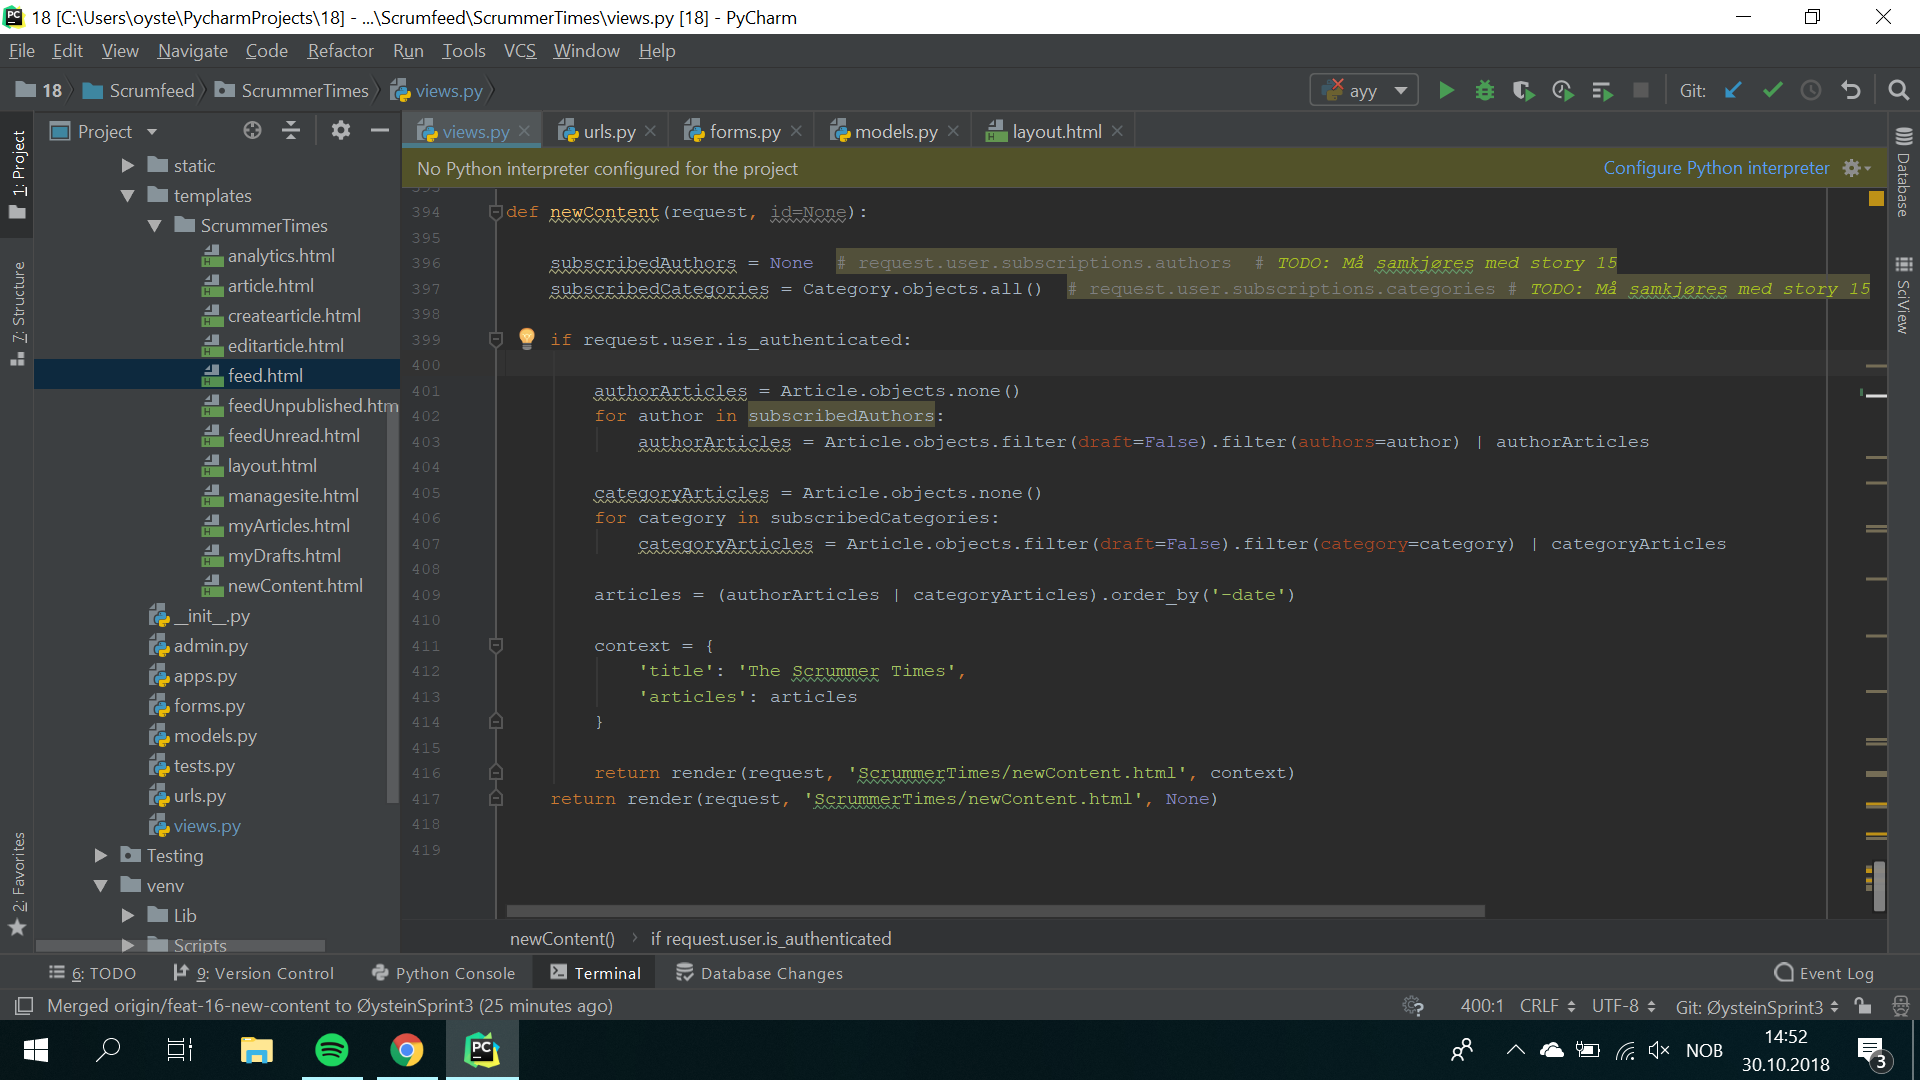 18 [C:\Users\oyste\PycharmProjects\18] - ...\Scrumfeed\ScrummerTimes\views.py [18] - PyCharm
File Edit View Navigate Code Refactor Run Tools VCS Window Help
18 Scrumfeed ScrummerTimes views.py ayy Git:
Project views.py urls.py forms.py models.py layout.html
No Python interpreter configured for the project Configure Python interpreter
1: Project
7: Structure
2: Favorites
Database
SciView
static
templates
ScrummerTimes
analytics.html
article.html
createarticle.html
editarticle.html
feed.html
feedUnpublished.htm
feedUnread.html
layout.html
managesite.html
myArticles.html
myDrafts.html
newContent.html
__init__.py
admin.py
apps.py
forms.py
models.py
tests.py
urls.py
views.py
Testing
venv
Lib
Scripts
393
394 def newContent(request, id=None):
395
396 subscribedAuthors = None # request.user.subscriptions.authors # TODO: Må samkjøres med story 15
397 subscribedCategories = Category.objects.all() # request.user.subscriptions.categories # TODO: Må samkjøres med story 15
398
399 if request.user.is_authenticated:
400
401 authorArticles = Article.objects.none()
402 for author in subscribedAuthors:
403 authorArticles = Article.objects.filter(draft=False).filter(authors=author) | authorArticles
404
405 categoryArticles = Article.objects.none()
406 for category in subscribedCategories:
407 categoryArticles = Article.objects.filter(draft=False).filter(category=category) | categoryArticles
408
409 articles = (authorArticles | categoryArticles).order_by('-date')
410
411 context = {
412 'title': 'The Scrummer Times',
413 'articles': articles
414 }
415
416 return render(request, 'ScrummerTimes/newContent.html', context)
417 return render(request, 'ScrummerTimes/newContent.html', None)
418
419
newContent() if request.user.is_authenticated
6: TODO 9: Version Control Python Console Terminal Database Changes Event Log
Merged origin/feat-16-new-content to ØysteinSprint3 (25 minutes ago) 400:1 CRLF UTF-8 Git: ØysteinSprint3
PC
NOB
14:52
30.10.2018
3